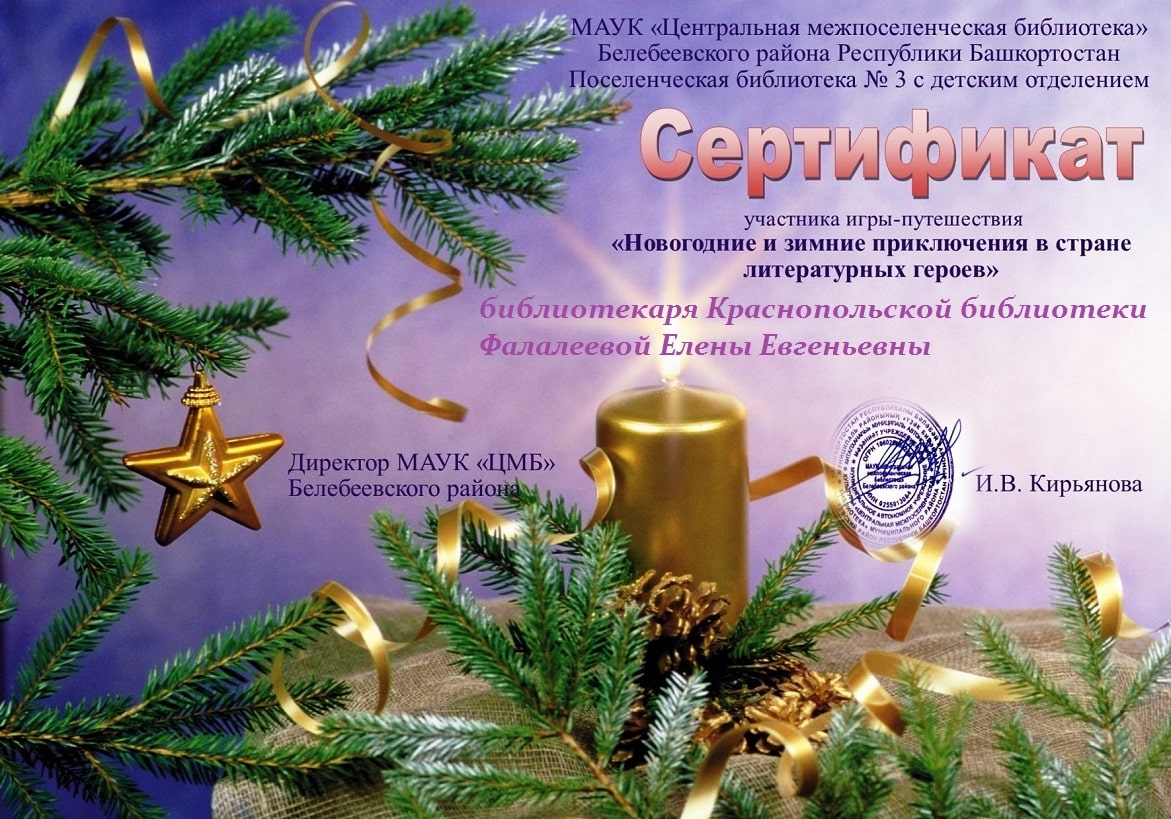 МАУК «Центральная межпоселенческая библиотека»
Белебеевского района Республики Башкортостан
Поселенческая библиотека № 3 с детским отделением
Сертификат
участника игры-путешествия
«Новогодние и зимние приключения в стране
литературных героев»
библиотекаря Краснопольской библиотеки
Фалалеевой Елены Евгеньевны
Директор МАУК «ЦМБ»
Белебеевского района
И.В. Кирьянова